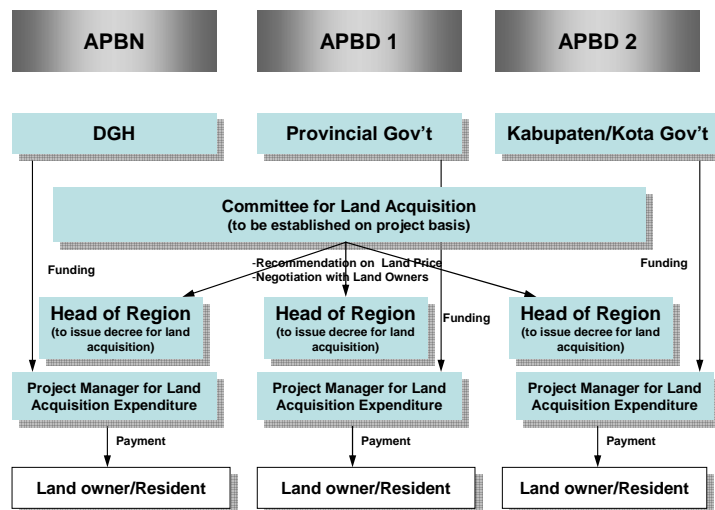 APBN
APBD 1
APBD 2
DGH
Provincial Gov't
Kabupaten/Kota Gov't
Committee for Land Acquisition
(to be established on project basis)
Funding
-Recommendation on Land Price
-Negotiation with Land Owners
Funding
Head of Region
(to issue decree for land
acquisition)
Head of Region
(to issue decree for land
acquisition)
Funding
Head of Region
(to issue decree for land
acquisition)
Project Manager for Land
Acquisition Expenditure
Project Manager for Land
Acquisition Expenditure
Project Manager for Land
Acquisition Expenditure
Payment
Payment
Payment
Land owner/Resident
Land owner/Resident
Land owner/Resident